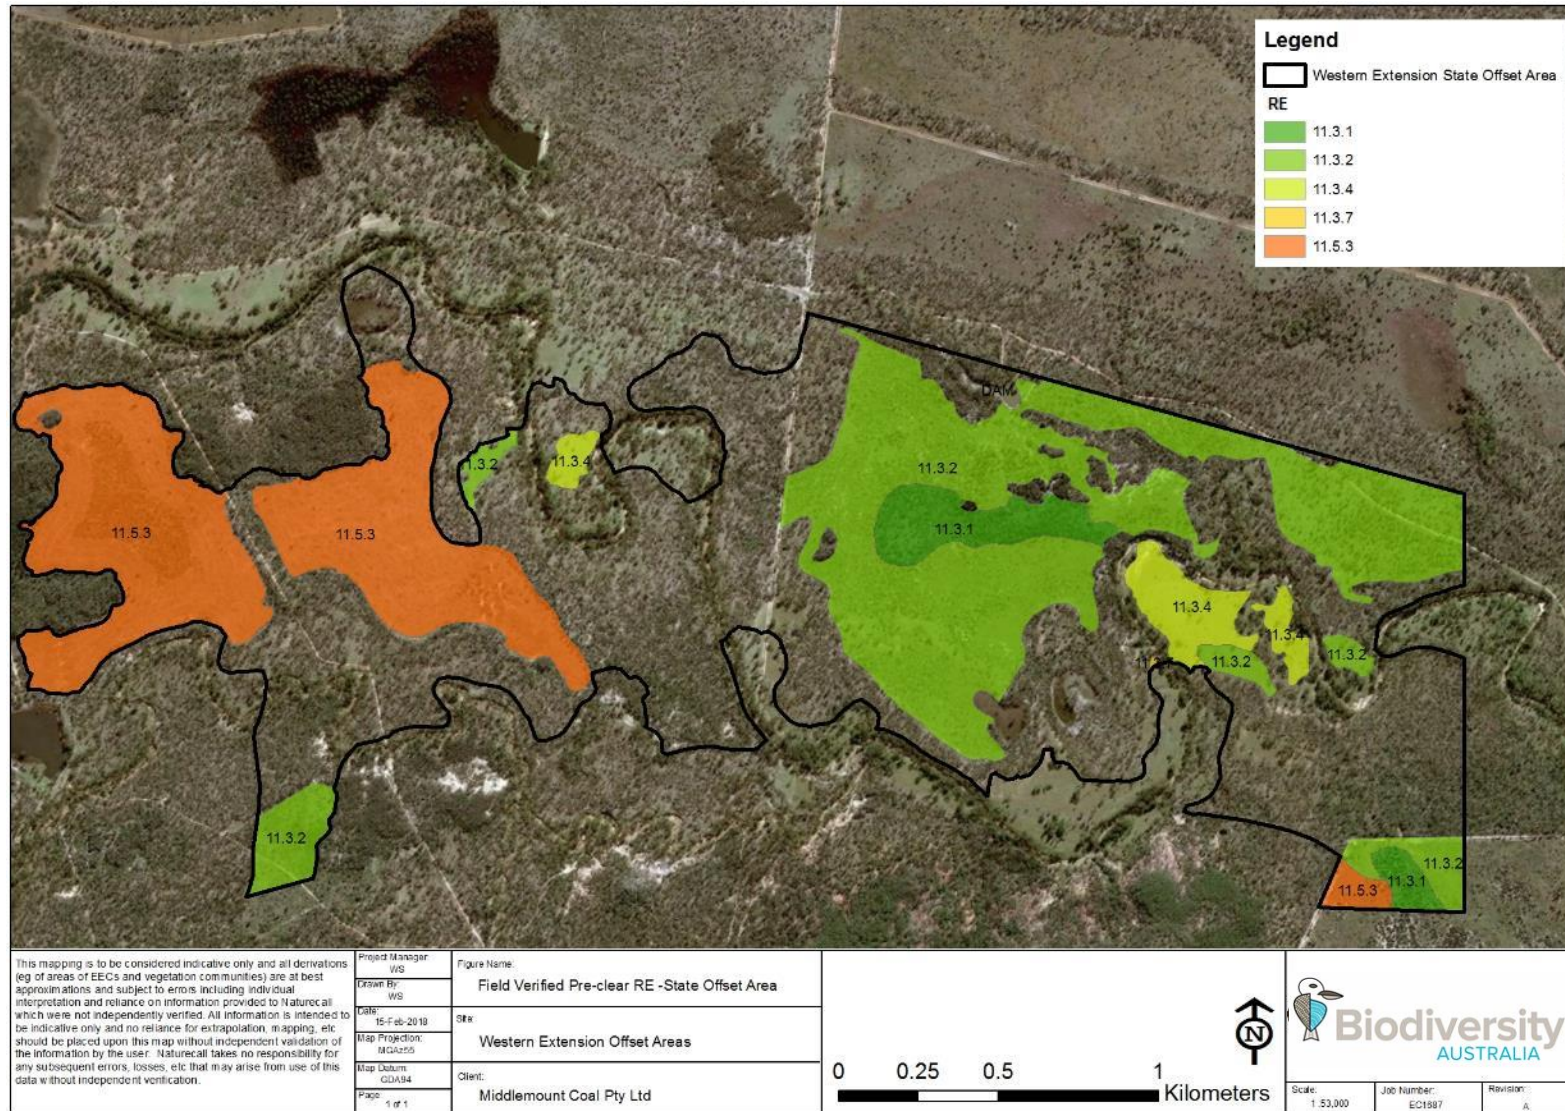 Legend
Western Extension State Offset Area
RE
11.3.1
11.3.2
11.3.4
11.3.7
11.5.3
DAM
11.3.2
11.3.4
11.3.2
11.3.1
11.5.3
11.5.3
11.3.4
11.3.4
11.3.2
11.3.2
11.3.2
11.3.2
11.3.1
11.5.3
This mapping is to be considered indicative only and all derivations
(eg of areas of EECs and vegetation communities) are at best
approximations and subject to errors including individual
interpretation and reliance on information provided to Naturecall
which were not independently verified. All information is intended to
be indicative only and no reliance for extrapolation, mapping, etc
should be placed upon this map without independent validation of
the information by the user. Naturecall takes no responsibility for
any subsequent errors, losses, etc that may arise from use of this
data without independent verification.
Project Manager:
WS
Drawn By:
WS
Date:
15-Feb-2018
Map Projection:
MGAz55
Map Datum:
GDA94
Page:
1 of 1
Figure Name:
Field Verified Pre-clear RE -State Offset Area
Site:
Western Extension Offset Areas
Client:
Middlemount Coal Pty Ltd
0 0.25 0.5 1
Kilometers
N
Biodiversity
AUSTRALIA
Scale:
1:53,000
Job Number:
EC1687
Revision:
A